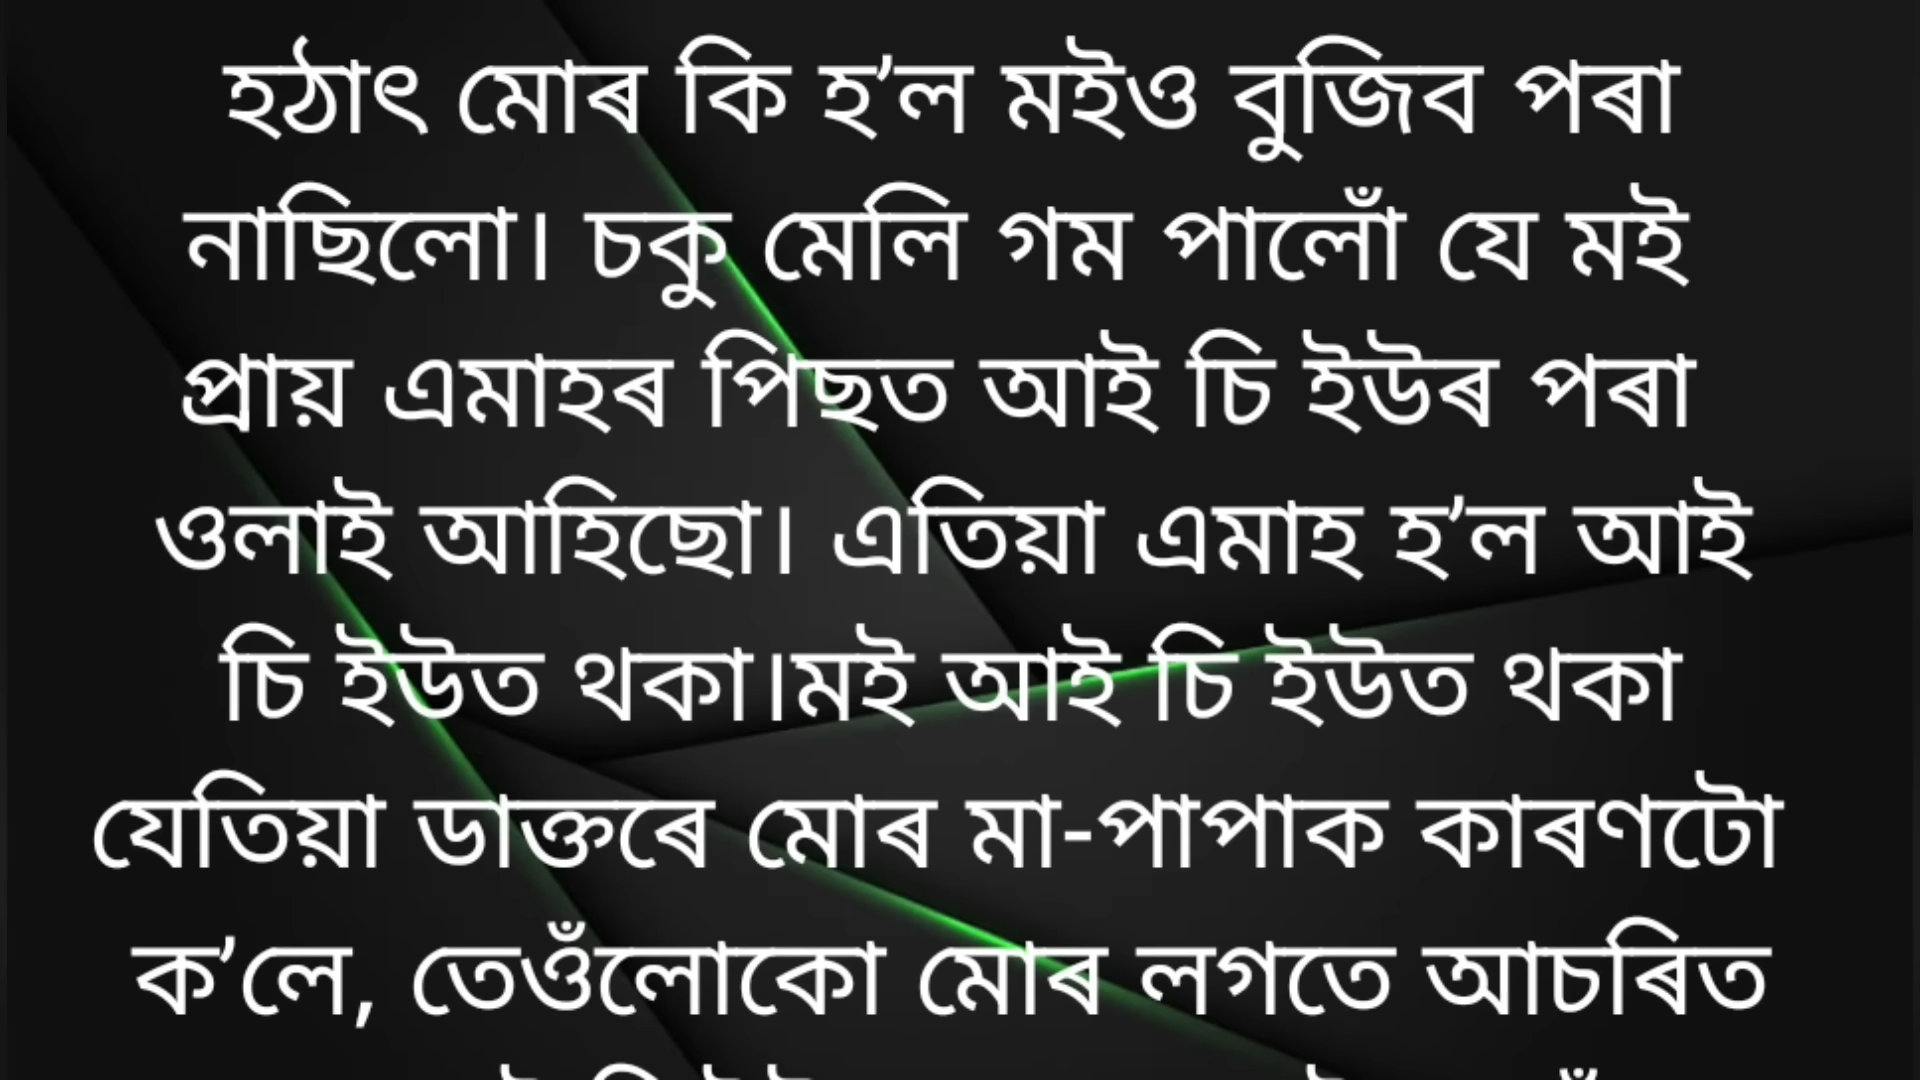 হঠাৎ মোৰ কি হ’ল মইও বুজিব পৰা
নাছিলো। চকু মেলি গম পালোঁ যে মই
প্ৰায় এমাহৰ পিছত আই চি ইউৰ পৰা
ওলাই আহিছো। এতিয়া এমাহ হ’ল আই
চি ইউত থকা।মই আই চি ইউত থকা
যেতিয়া ডাক্তৰে মোৰ মা-পাপাক কাৰণটো
ক’লে, তেওঁলোকো মোৰ লগতে আচৰিত